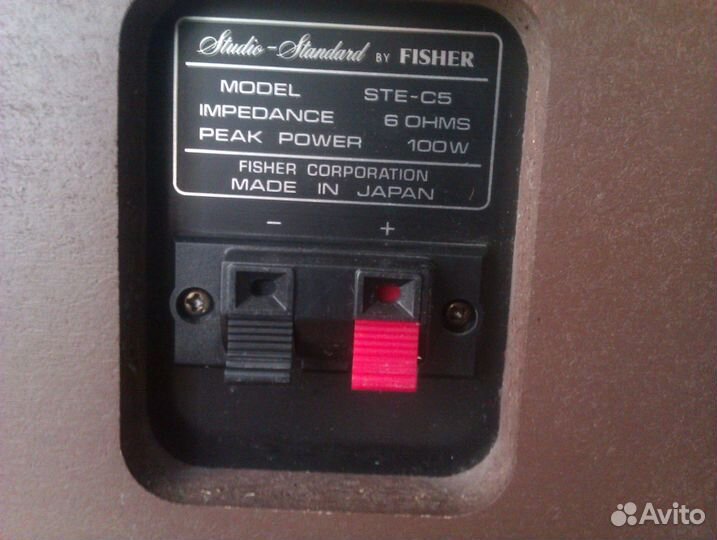 Studio-Standard BY FISHER
MODEL STE-C5
IMPEDANCE 6 OHMS
PEAK POWER 100W
FISHER CORPORATION
MADE IN JAPAN
- +
Avito